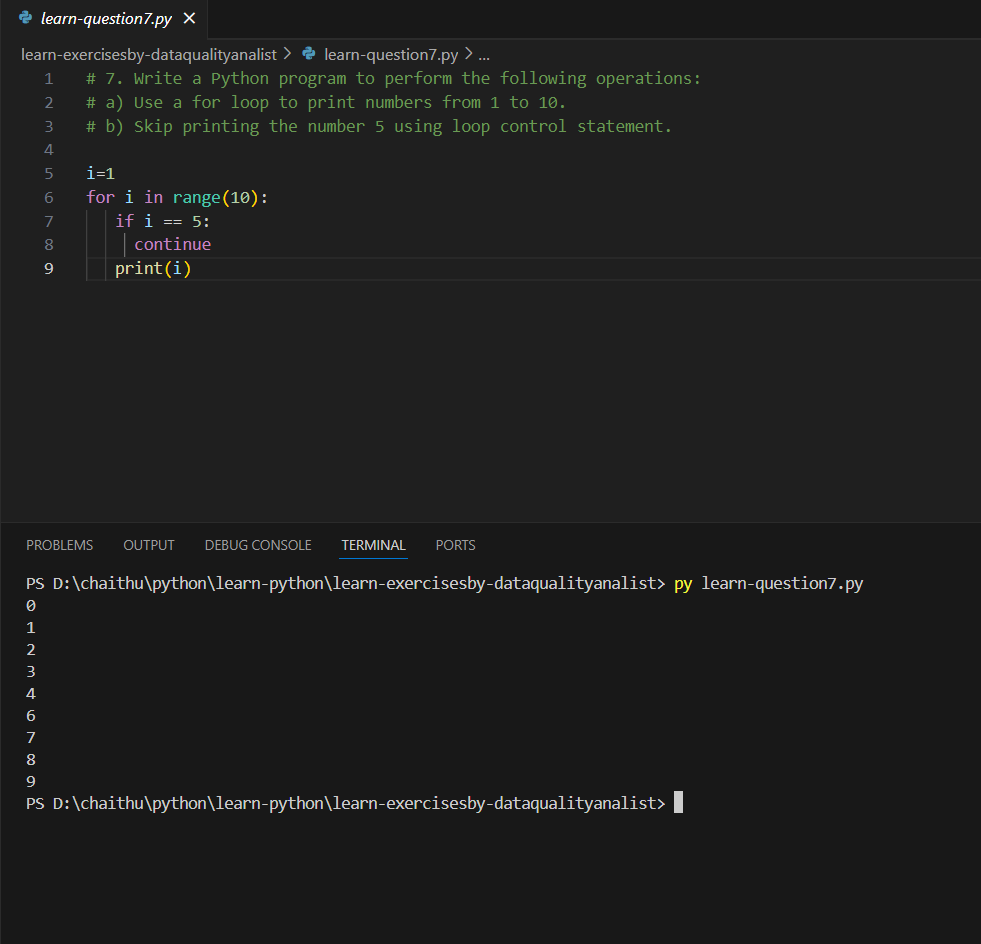 learn-question7.py ×
learn-exercisesby-dataqualityanalist > learn-question7.py > ...
1 # 7. Write a Python program to perform the following operations:
2 # a) Use a for loop to print numbers from 1 to 10.
3 # b) Skip printing the number 5 using loop control statement.
4
5 i=1
6 for i in range(10):
7 if i == 5:
8 continue
9 print(i)
PROBLEMS OUTPUT DEBUG CONSOLE TERMINAL PORTS
PS D:\chaithu\python\learn-python\learn-exercisesby-dataqualityanalist> py learn-question7.py
0
1
2
3
4
6
7
8
9
PS D:\chaithu\python\learn-python\learn-exercisesby-dataqualityanalist>